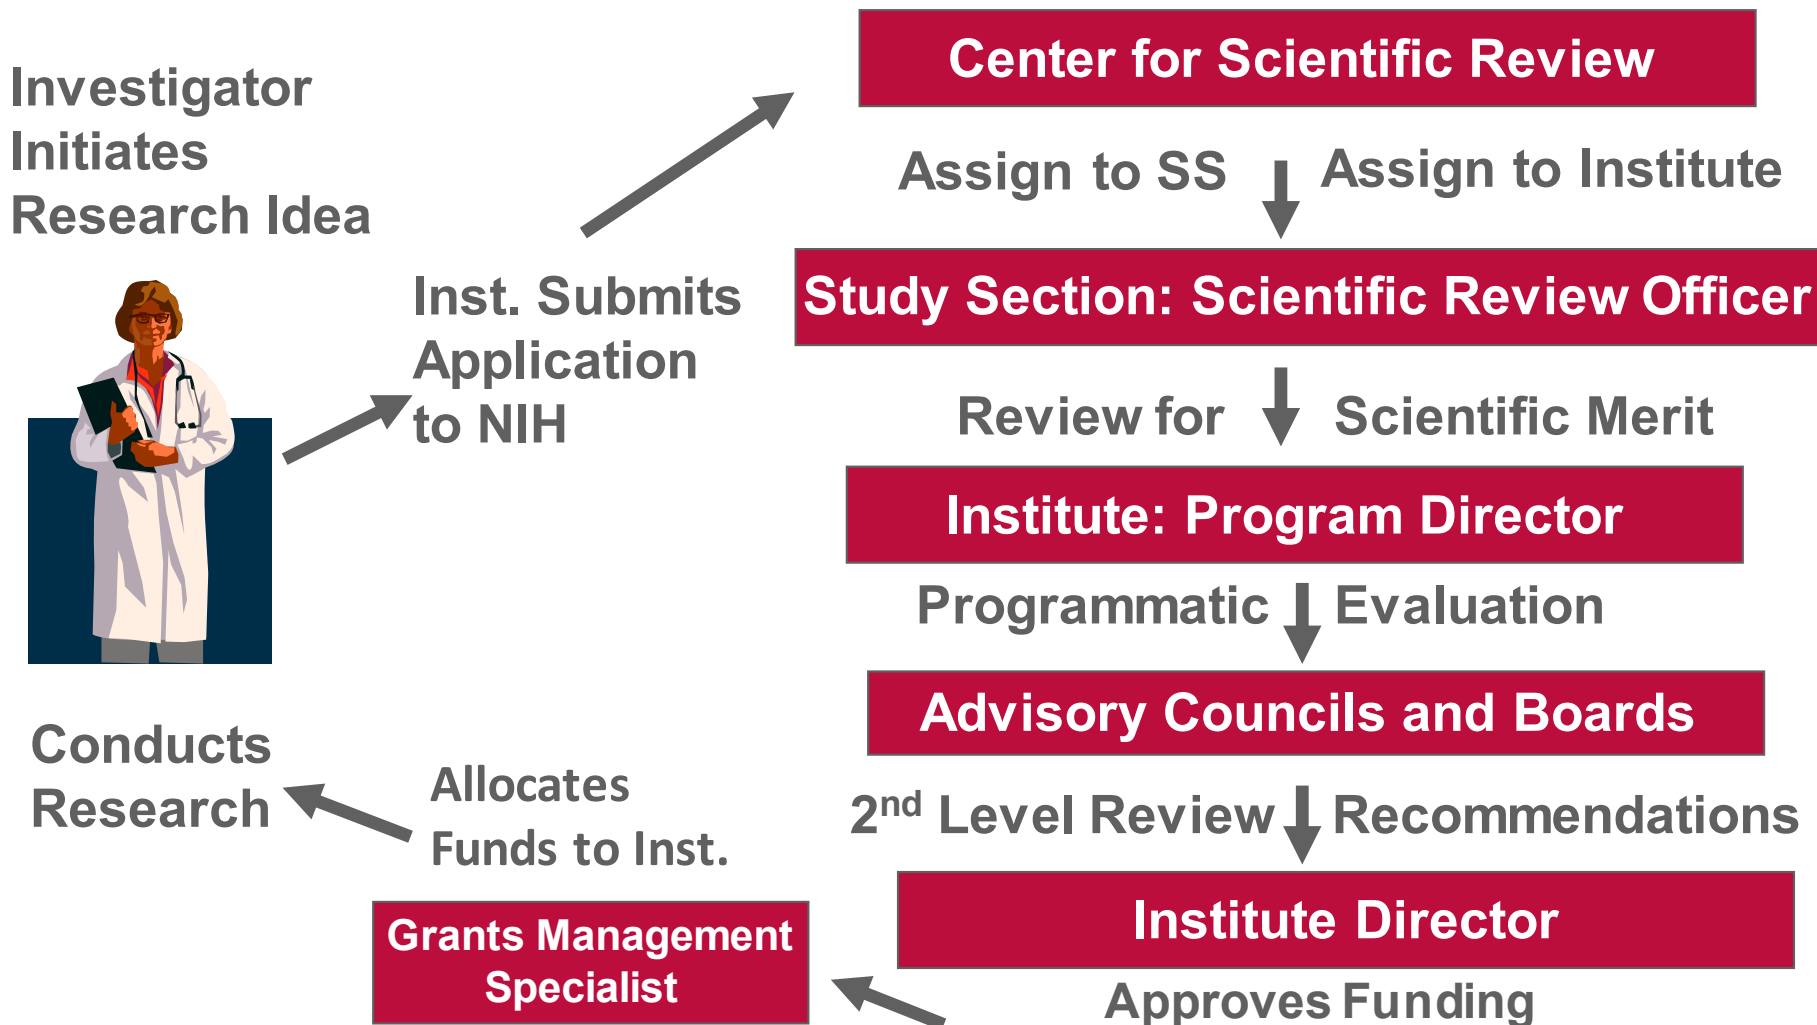 Investigator
Initiates
Research Idea
Inst. Submits
Application
to NIH
Center for Scientific Review
Assign to SS Assign to Institute
Study Section: Scientific Review Officer
Review for Scientific Merit
Institute: Program Director
Programmatic Evaluation
Advisory Councils and Boards
2nd Level Review Recommendations
Institute Director
Approves Funding
Grants Management
Specialist
Allocates
Funds to Inst.
Conducts
Research